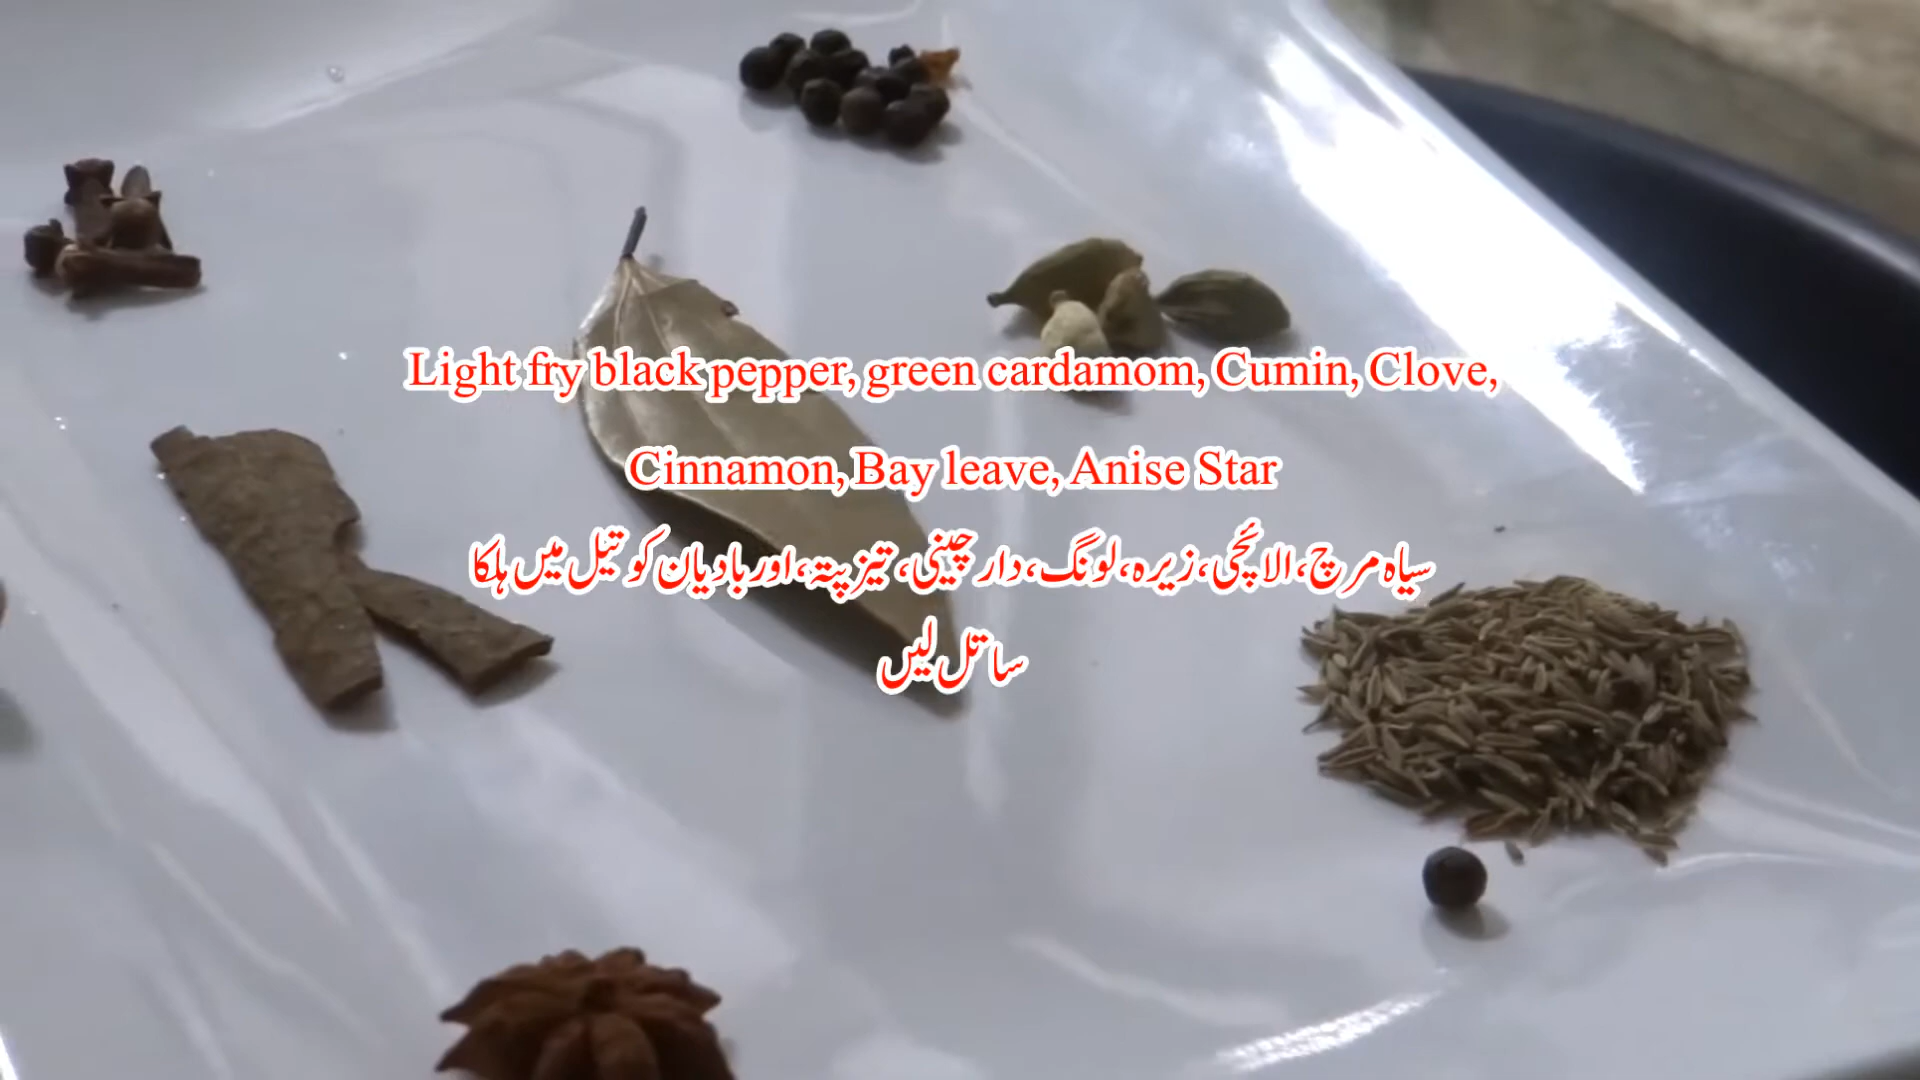 Light fry black pepper, green cardamom, Cumin, Clove,
Cinnamon, Bay leave, Anise Star
سیاہ مرچ، الائچی، زیرہ، لونگ، دار چینی، تیز پتۃ، اور بادیان کو تیل میں ہلکا
سا تل لیں